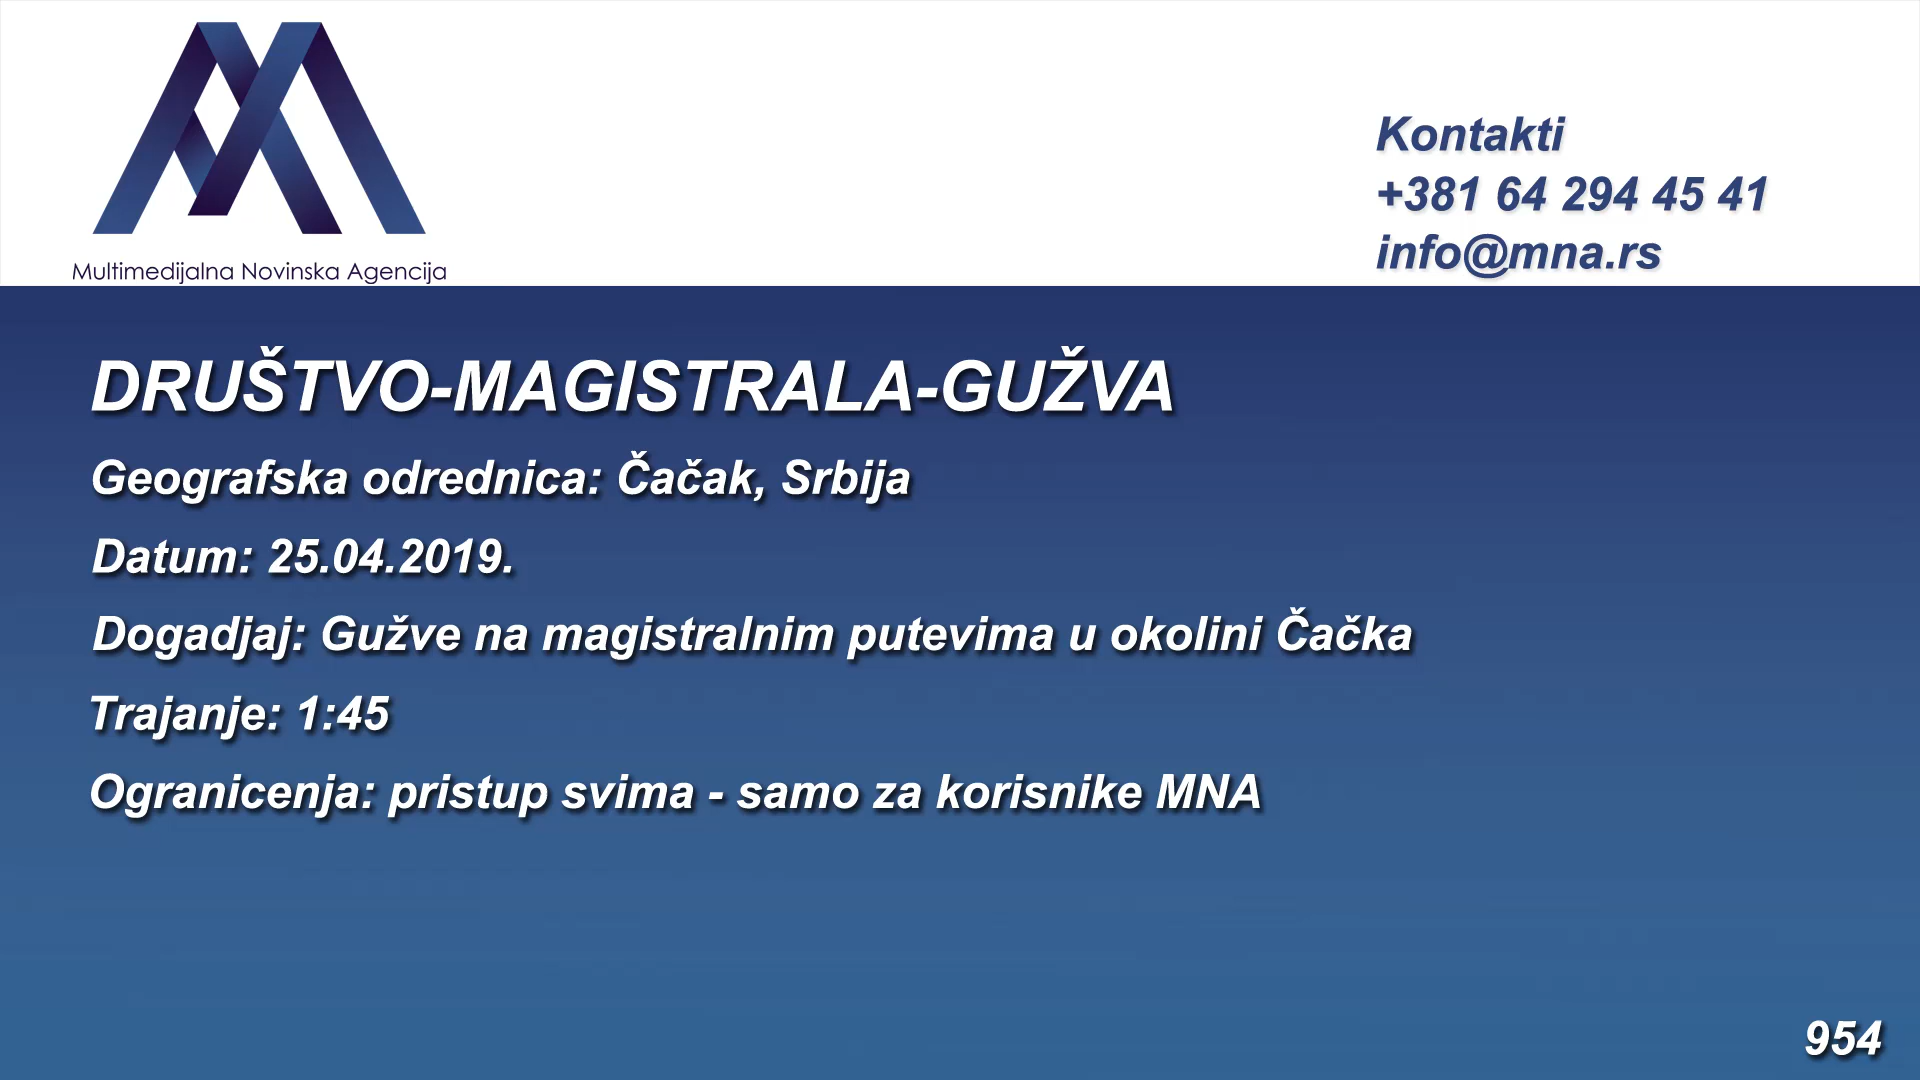 Multimedijalna Novinska Agencija
Kontakti
+381 64 294 45 41
info@mna.rs
DRUŠTVO-MAGISTRALA-GUŽVA
Geografska odrednica: Čačak, Srbija
Datum: 25.04.2019.
Dogadjaj: Gužve na magistralnim putevima u okolini Čačka
Trajanje: 1:45
Ogranicenja: pristup svima - samo za korisnike MNA
954